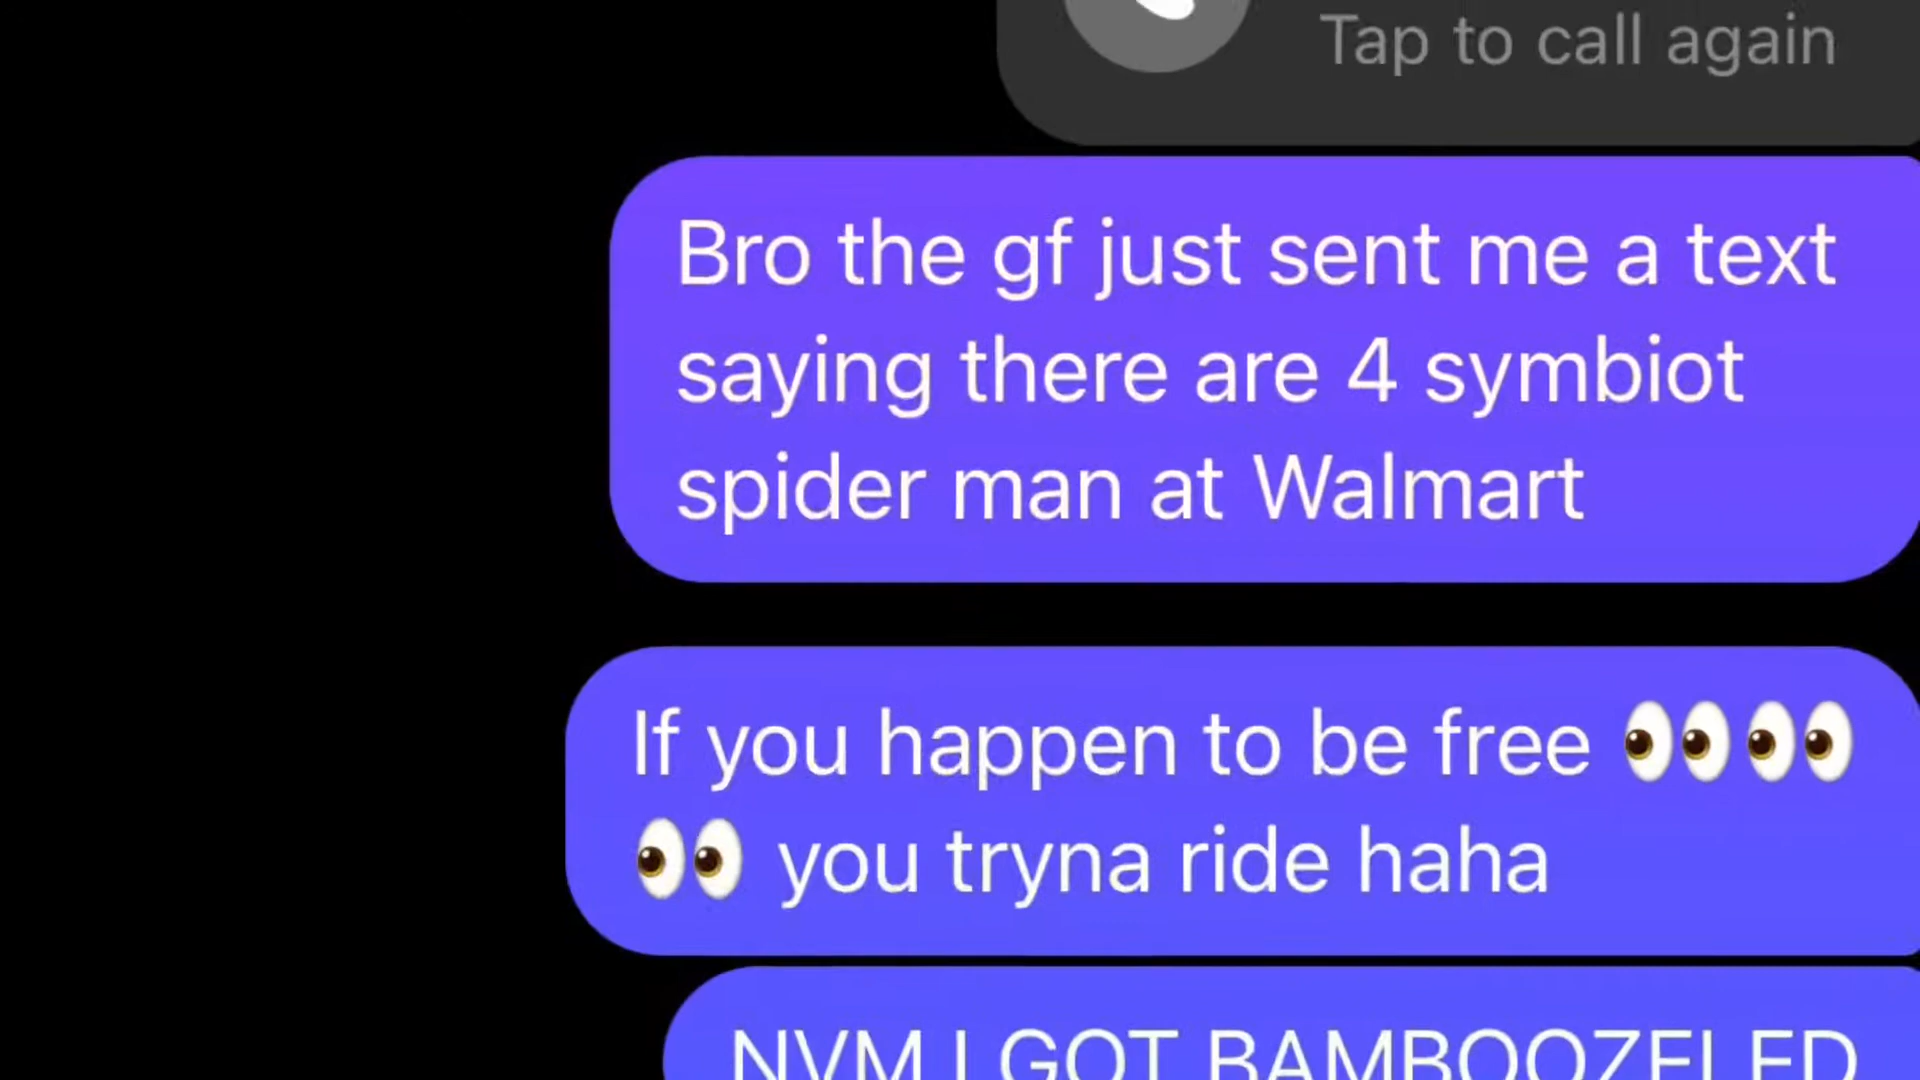 Tap to call again
Bro the gf just sent me a text
saying there are 4 symbiot
spider man at Walmart
If you happen to be free 👀👀
👀 you tryna ride haha
NVM I GOT BAMBOOZELED